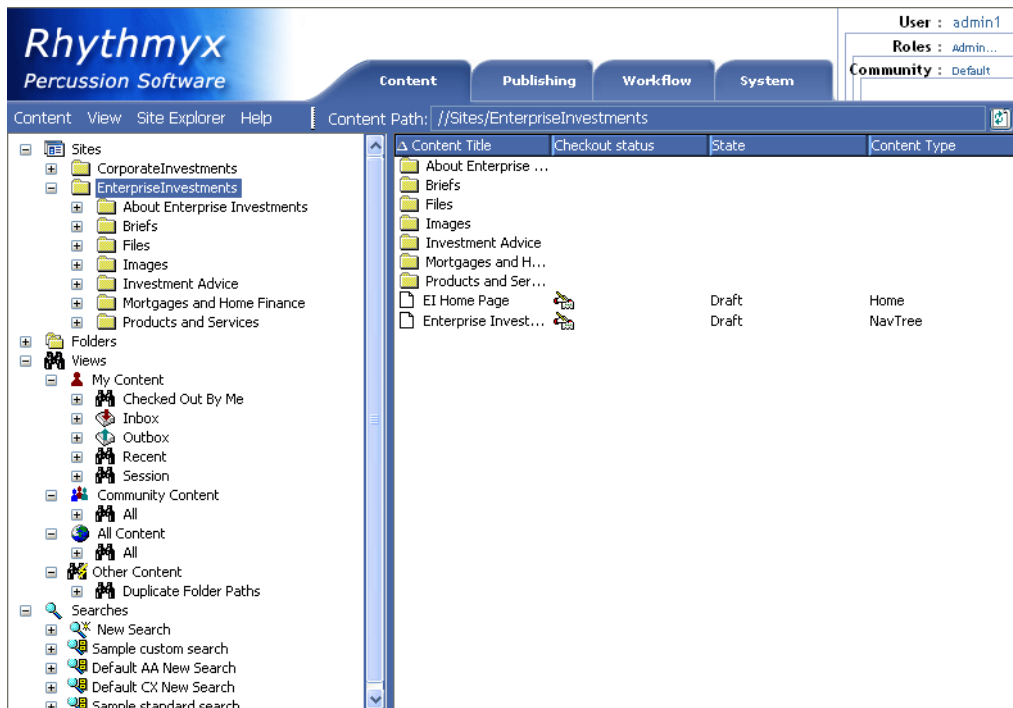 Rhythmyx
Percussion Software
Content Publishing Workflow System
User : admin1
Roles : Admin...
Community : Default
Content View Site Explorer Help Content Path: //Sites/EnterpriseInvestments
Sites
CorporateInvestments
EnterpriseInvestments
About Enterprise Investments
Briefs
Files
Images
Investment Advice
Mortgages and Home Finance
Products and Services
Folders
Views
My Content
Checked Out By Me
Inbox
Outbox
Recent
Session
Community Content
All
All Content
All
Other Content
Duplicate Folder Paths
Searches
New Search
Sample custom search
Default AA New Search
Default CX New Search
Sample standard search
Content Title Checkout status State Content Type
About Enterprise ...
Briefs
Files
Images
Investment Advice
Mortgages and H...
Products and Ser...
EI Home Page Draft Home
Enterprise Invest... Draft NavTree